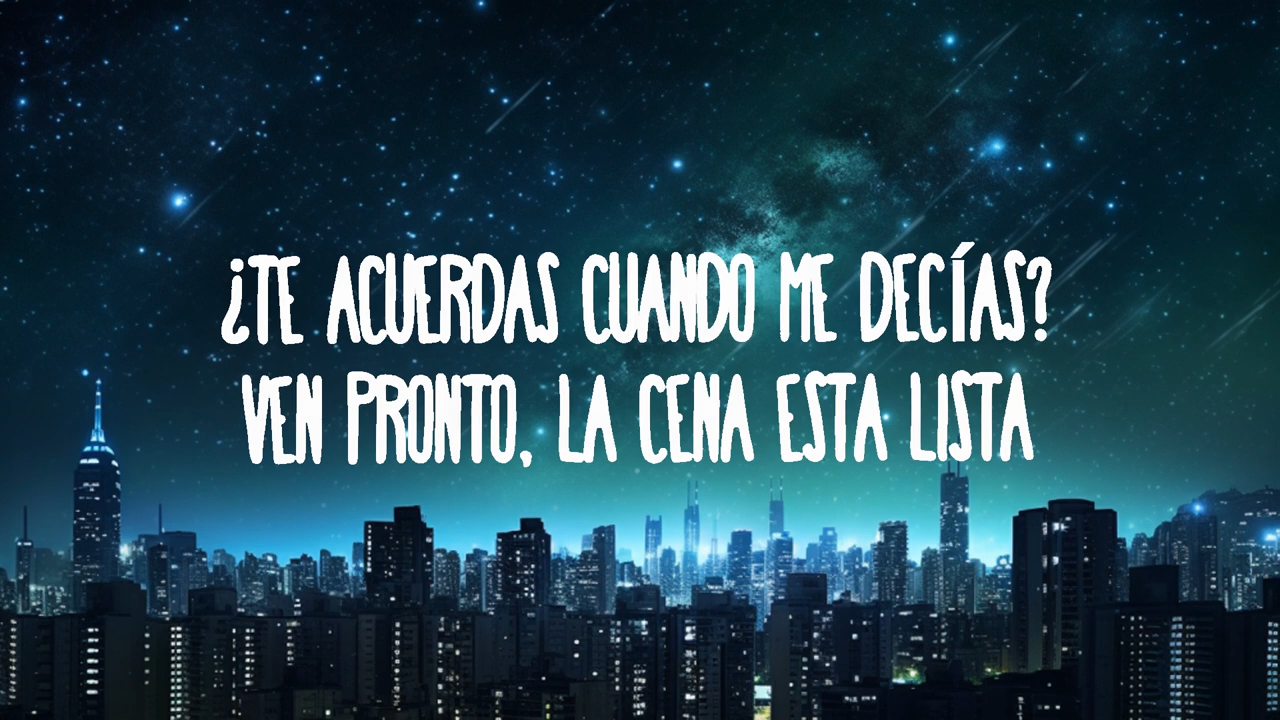 ¿TE ACUERDAS CUANDO ME DECÍAS?
VEN PRONTO, LA CENA ESTA LISTA